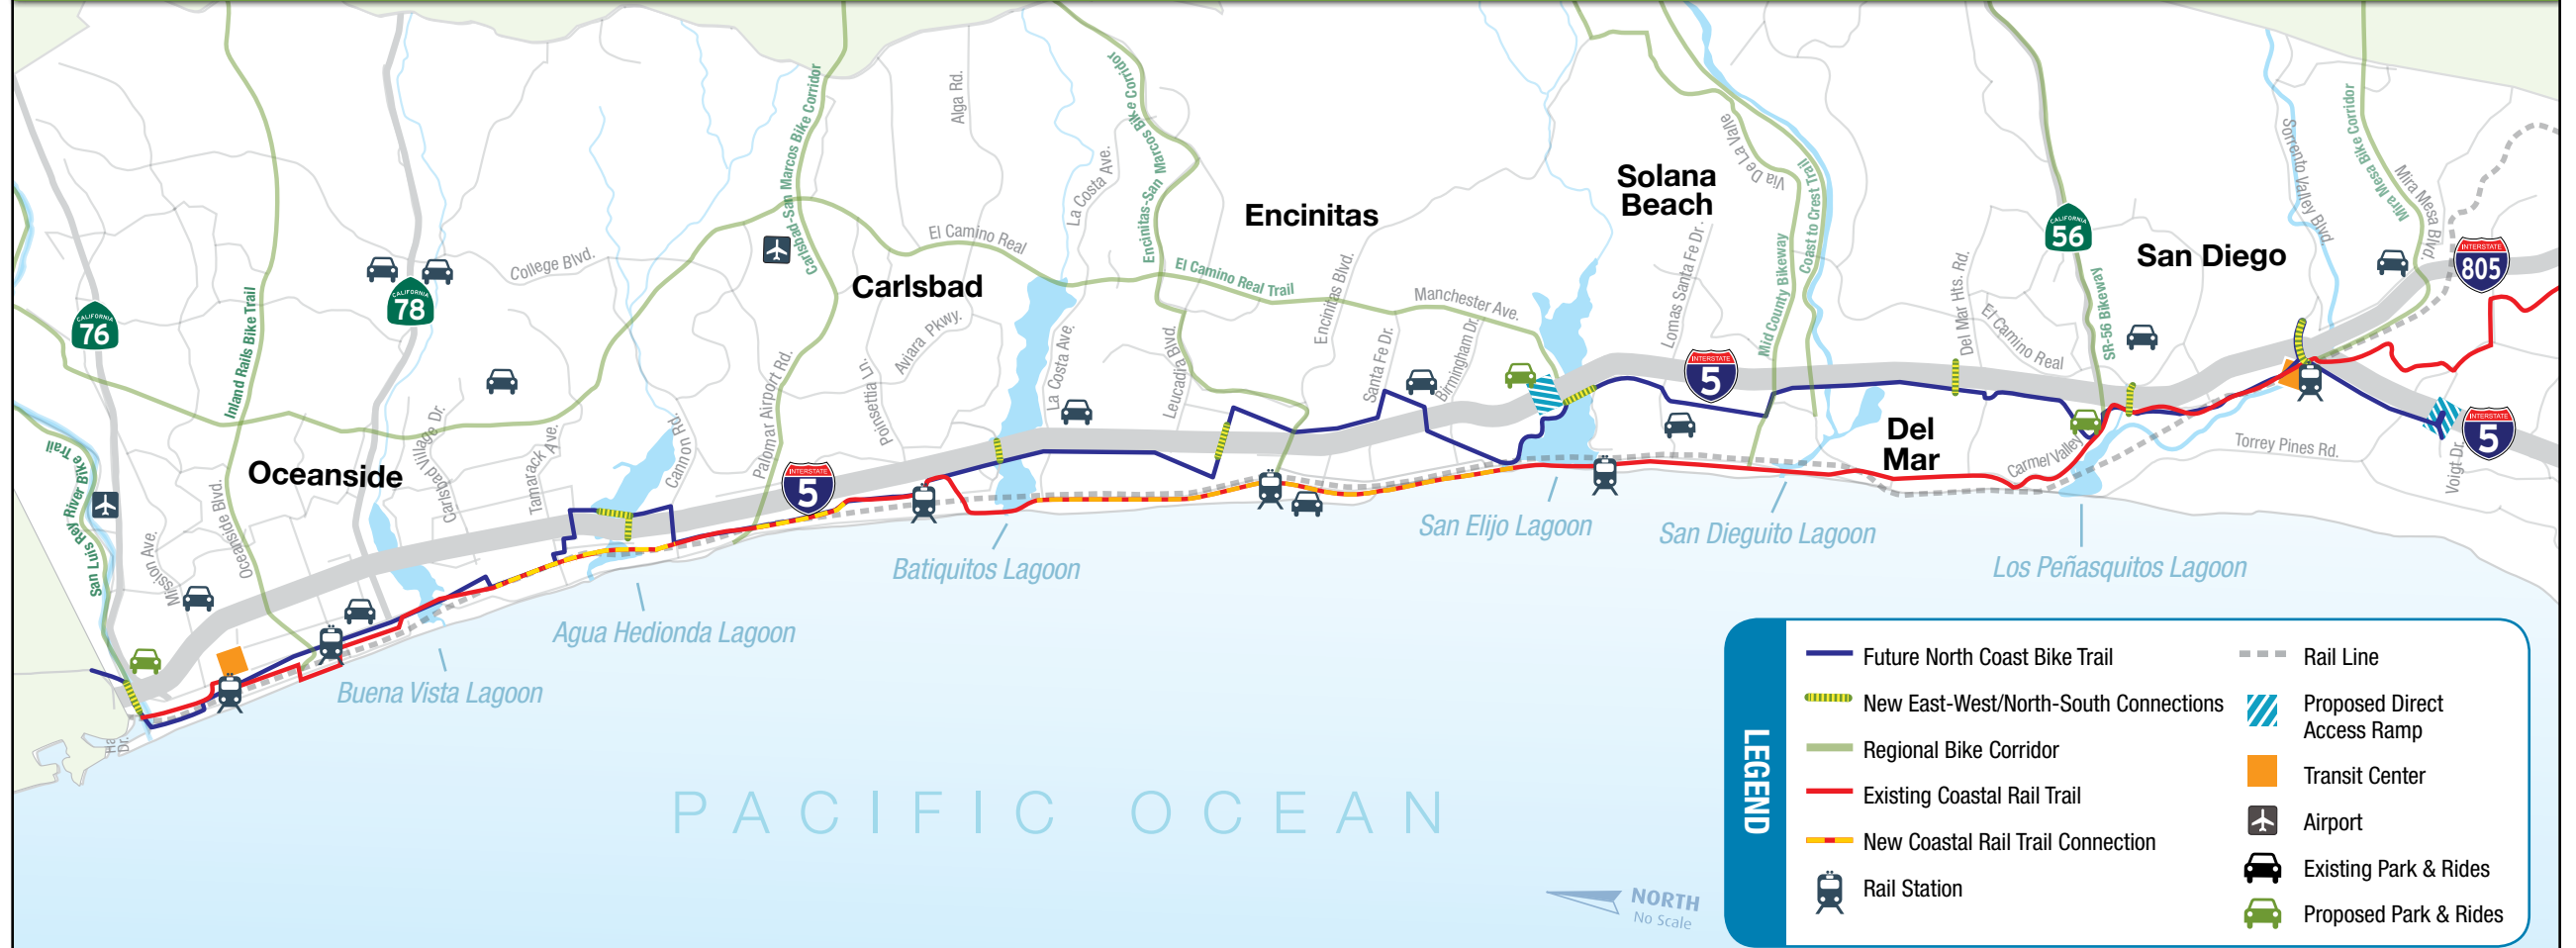 Carlsbad-San Marcos Bike Corridor
Alga Rd.
Encinitas-San Marcos Bike Corridor
La Costa Ave.
Via De La Valle
Coast to Crest Trail
Sorrento Valley Blvd.
Mira Mesa Bike Corridor
Mira Mesa Blvd.
Solana
Beach
Encinitas
CALIFORNIA
56
San Diego
INTERSTATE
805
El Camino Real
College Blvd.
Carlsbad
El Camino Real Trail
Encinitas Blvd.
Manchester Ave.
Lomas Santa Fe Dr.
Mid County Bikeway
Del Mar Hts. Rd.
El Camino Real
SR-56 Bikeway
CALIFORNIA
76
CALIFORNIA
78
Inland Rails Bike Trail
Aviara Pkwy.
La Costa Ave.
Leucadia Blvd.
Santa Fe Dr.
Birmingham Dr.
INTERSTATE
5
Palomar Airport Rd.
Poinsettia Ln.
San Luis Rey River Bike Trail
Oceanside
Carlsbad Village Dr.
Tamarack Ave.
Cannon Rd.
INTERSTATE
5
Del
Mar
Carmel Valley
Torrey Pines Rd.
Voigt Dr.
INTERSTATE
5
Mission Ave.
Oceanside Blvd.
Batiquitos Lagoon
San Elijo Lagoon
San Dieguito Lagoon
Los Peñasquitos Lagoon
Agua Hedionda Lagoon
Buena Vista Lagoon
Dr.
PACIFIC OCEAN
NORTH
No Scale
LEGEND
Future North Coast Bike Trail
New East-West/North-South Connections
Regional Bike Corridor
Existing Coastal Rail Trail
New Coastal Rail Trail Connection
Rail Station
Rail Line
Proposed Direct
Access Ramp
Transit Center
Airport
Existing Park & Rides
Proposed Park & Rides